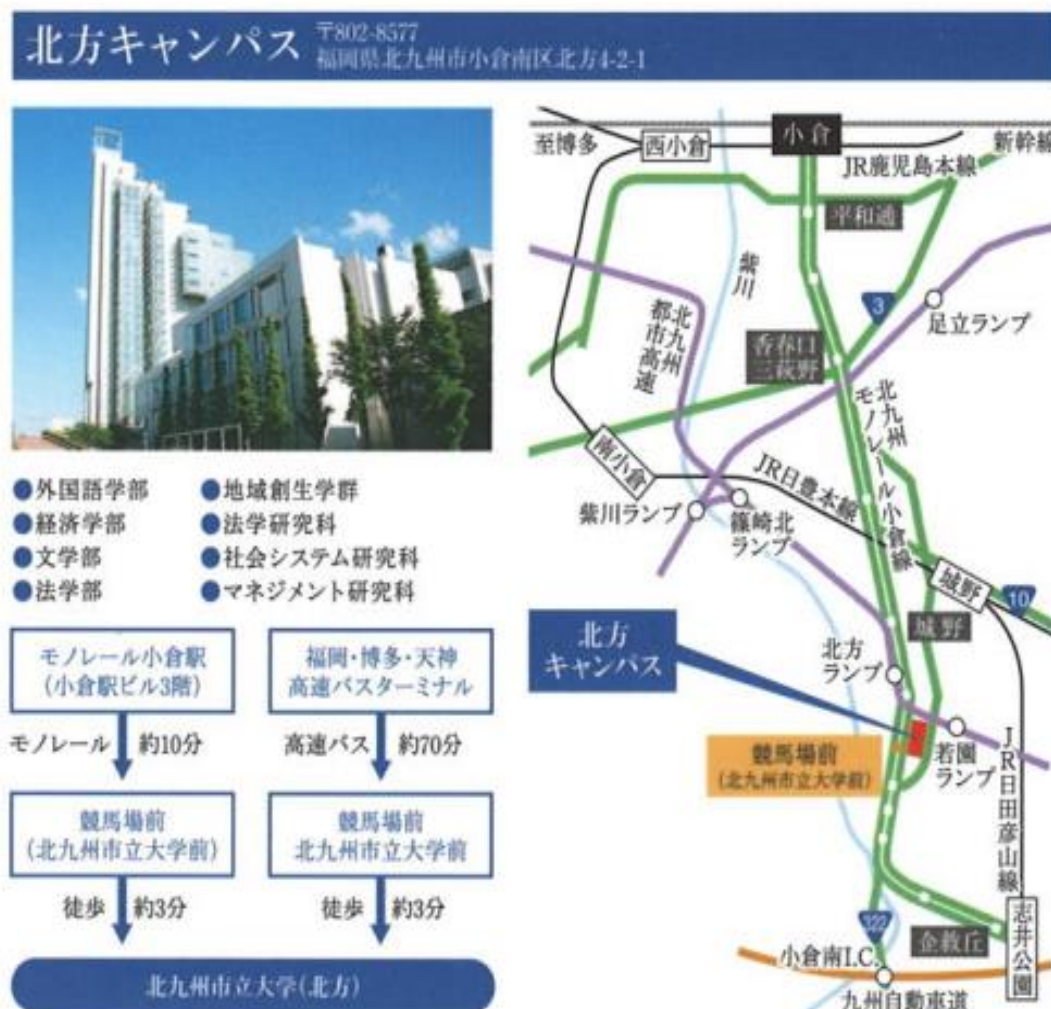 北方キャンパス
〒802-8577
福岡県北九州市小倉南区北方4-2-1
●外国語学部
●経済学部
●文学部
●法学部
●地域創生学群
●法学研究科
●社会システム研究科
●マネジメント研究科
モノレール小倉駅
(小倉駅ビル3階)
モノレール 約10分
競馬場前
(北九州市立大学前)
徒歩 約3分
福岡・博多・天神
高速バスターミナル
高速バス 約70分
競馬場前
北九州市立大学前
徒歩 約3分
北九州市立大学(北方)
至博多
西小倉
小倉
新幹線
JR鹿児島本線
平和通
紫川
3
足立ランプ
北九州
都市高速
香春口
三萩野
北九州
モノレール小倉線
南小倉
JR日豊本線
紫川ランプ
篠崎北
ランプ
城野
10
城野
北方
キャンパス
北方
ランプ
競馬場前
(北九州市立大学前)
若園
ランプ
JR日田彦山線
322
企救丘
志井公園
小倉南I.C.
九州自動車道